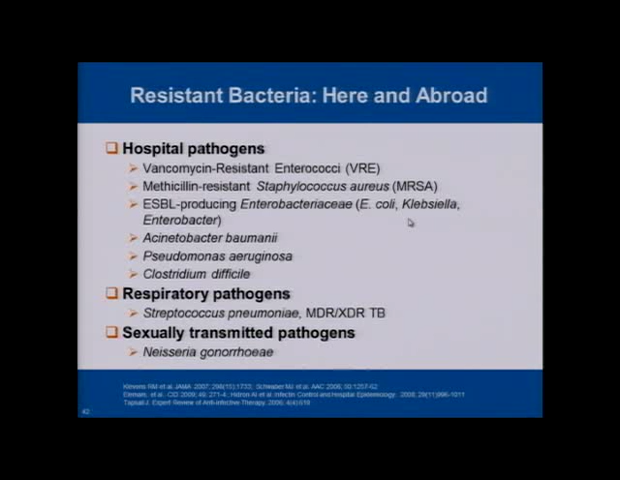 Resistant Bacteria: Here and Abroad
Hospital pathogens
Vancomycin-Resistant Enterococci (VRE)
Methicillin-resistant Staphylococcus aureus (MRSA)
ESBL-producing Enterobacteriaceae (E. coli, Klebsiella,
Enterobacter)
Acinetobacter baumanii
Pseudomonas aeruginosa
Clostridium difficile
Respiratory pathogens
Streptococcus pneumoniae, MDR/XDR TB
Sexually transmitted pathogens
Neisseria gonorrhoeae
Klevens RM et al. JAMA 2007; 298(15):1733; Schwaber MJ et al. AAC 2006; 50:1257-62
et al. CID 2009; 49: 271-4; Hidron AI et al. Infection Control and Hospital Epidemiology. 2008; 29(11)996-1011
Tapsall J. Expert Review of Anti-Infective Therapy. 2006; 4(4):619
42